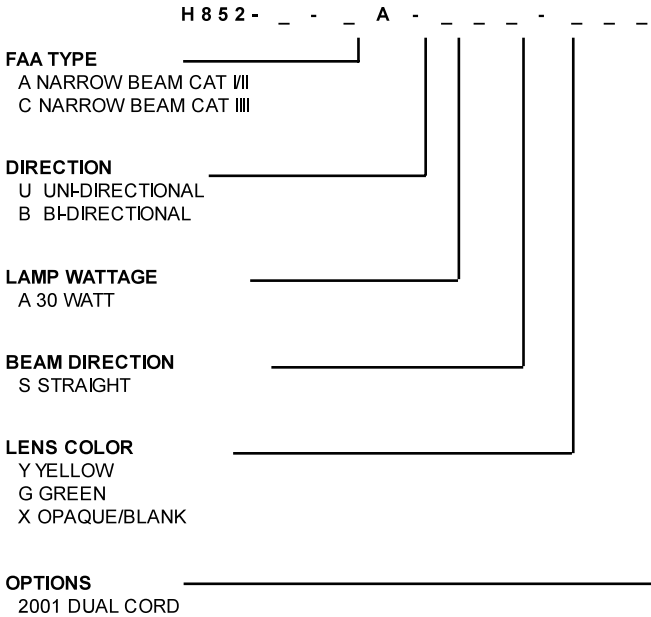 H852- _ - _ A - _ _ _ - _ _ _
FAA TYPE
A NARROW BEAM CAT I/II
C NARROW BEAM CAT IIII
DIRECTION
U UNI-DIRECTIONAL
B BI-DIRECTIONAL
LAMP WATTAGE
A 30 WATT
BEAM DIRECTION
S STRAIGHT
LENS COLOR
Y YELLOW
G GREEN
X OPAQUE/BLANK
OPTIONS
2001 DUAL CORD